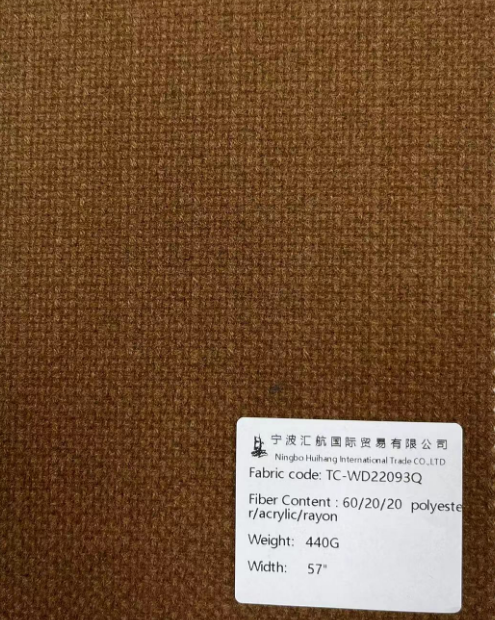 宁波汇航国际贸易有限公司
Ningbo Huihang International Trade CO.,LTD
Fabric code: TC-WD22093Q
Fiber Content : 60/20/20 polyeste
r/acrylic/rayon
Weight: 440G
Width: 57"